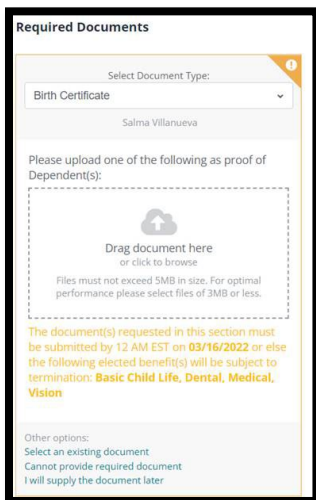 Required Documents
Select Document Type:
Birth Certificate
Salma Villanueva
Please upload one of the following as proof of
Dependent(s):
Drag document here
or click to browse
Files must not exceed 5MB in size. For optimal
performance please select files of 3MB or less.
The document(s) requested in this section must
be submitted by 12 AM EST on 03/16/2022 or else
the following elected benefit(s) will be subject to
termination: Basic Child Life, Dental, Medical,
Vision
Other options:
Select an existing document
Cannot provide required document
I will supply the document later